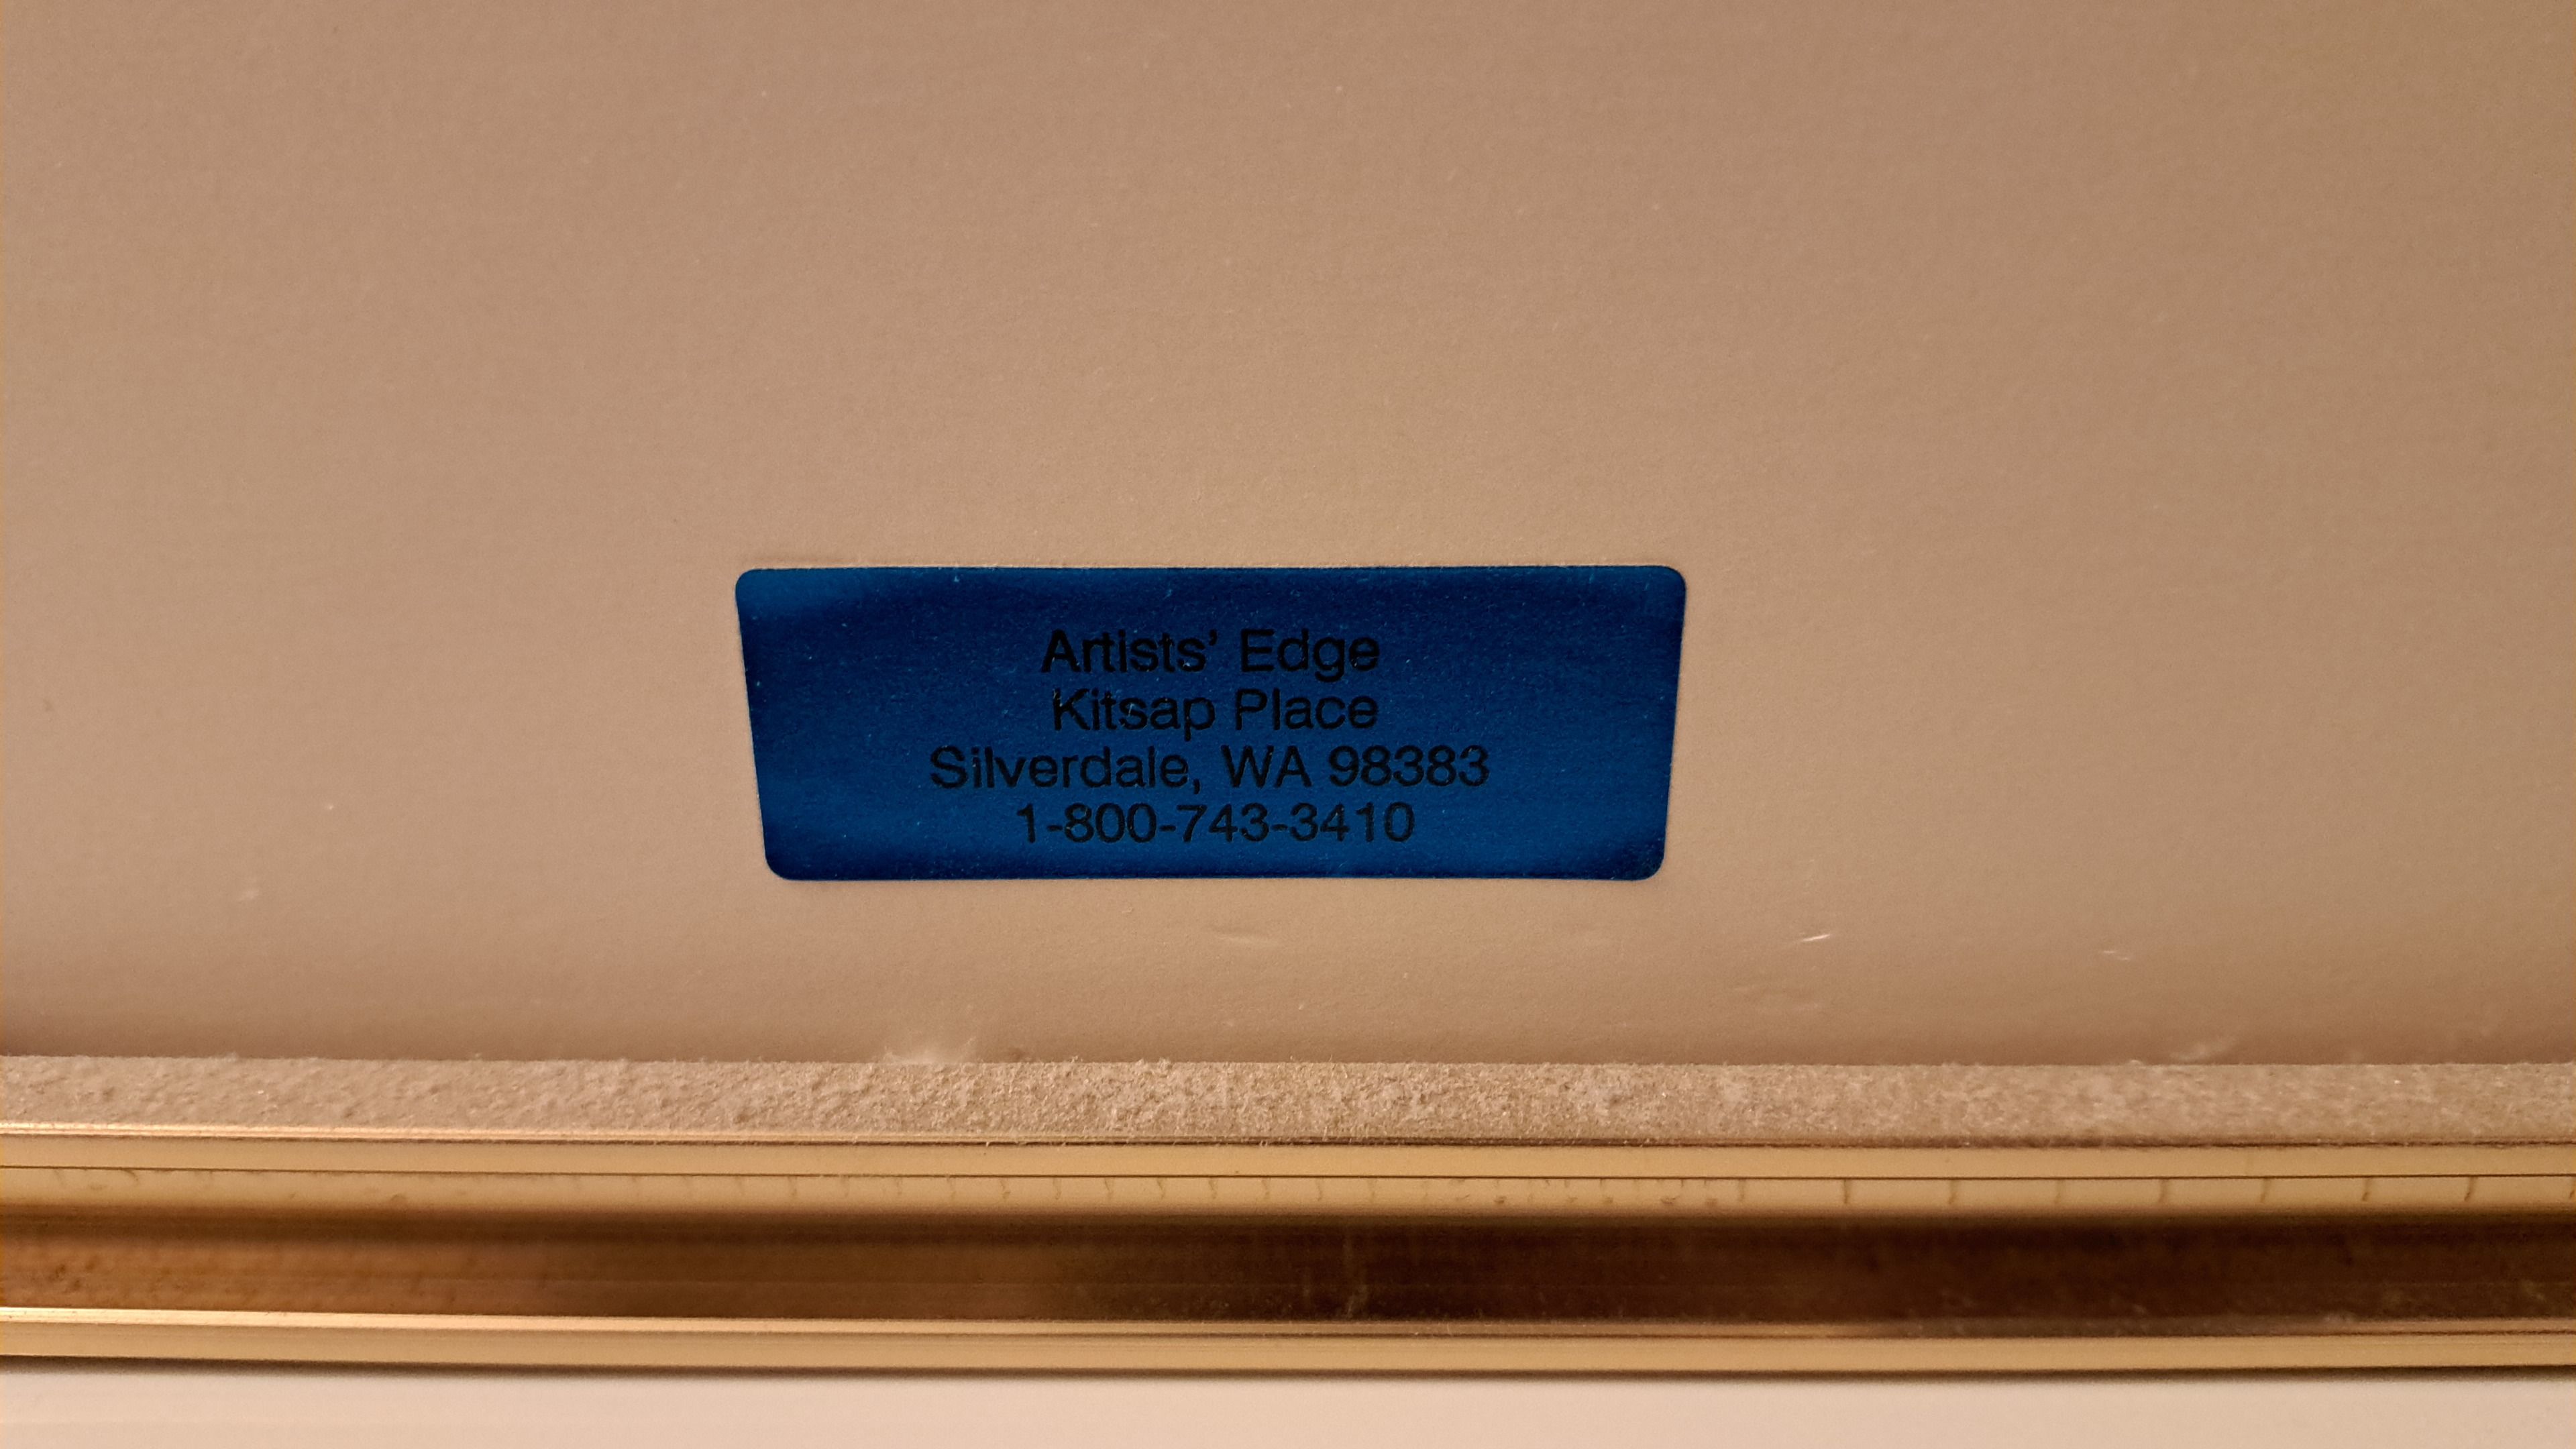 Artists' Edge
Kitsap Place
Silverdale, WA 98383
1-800-743-3410